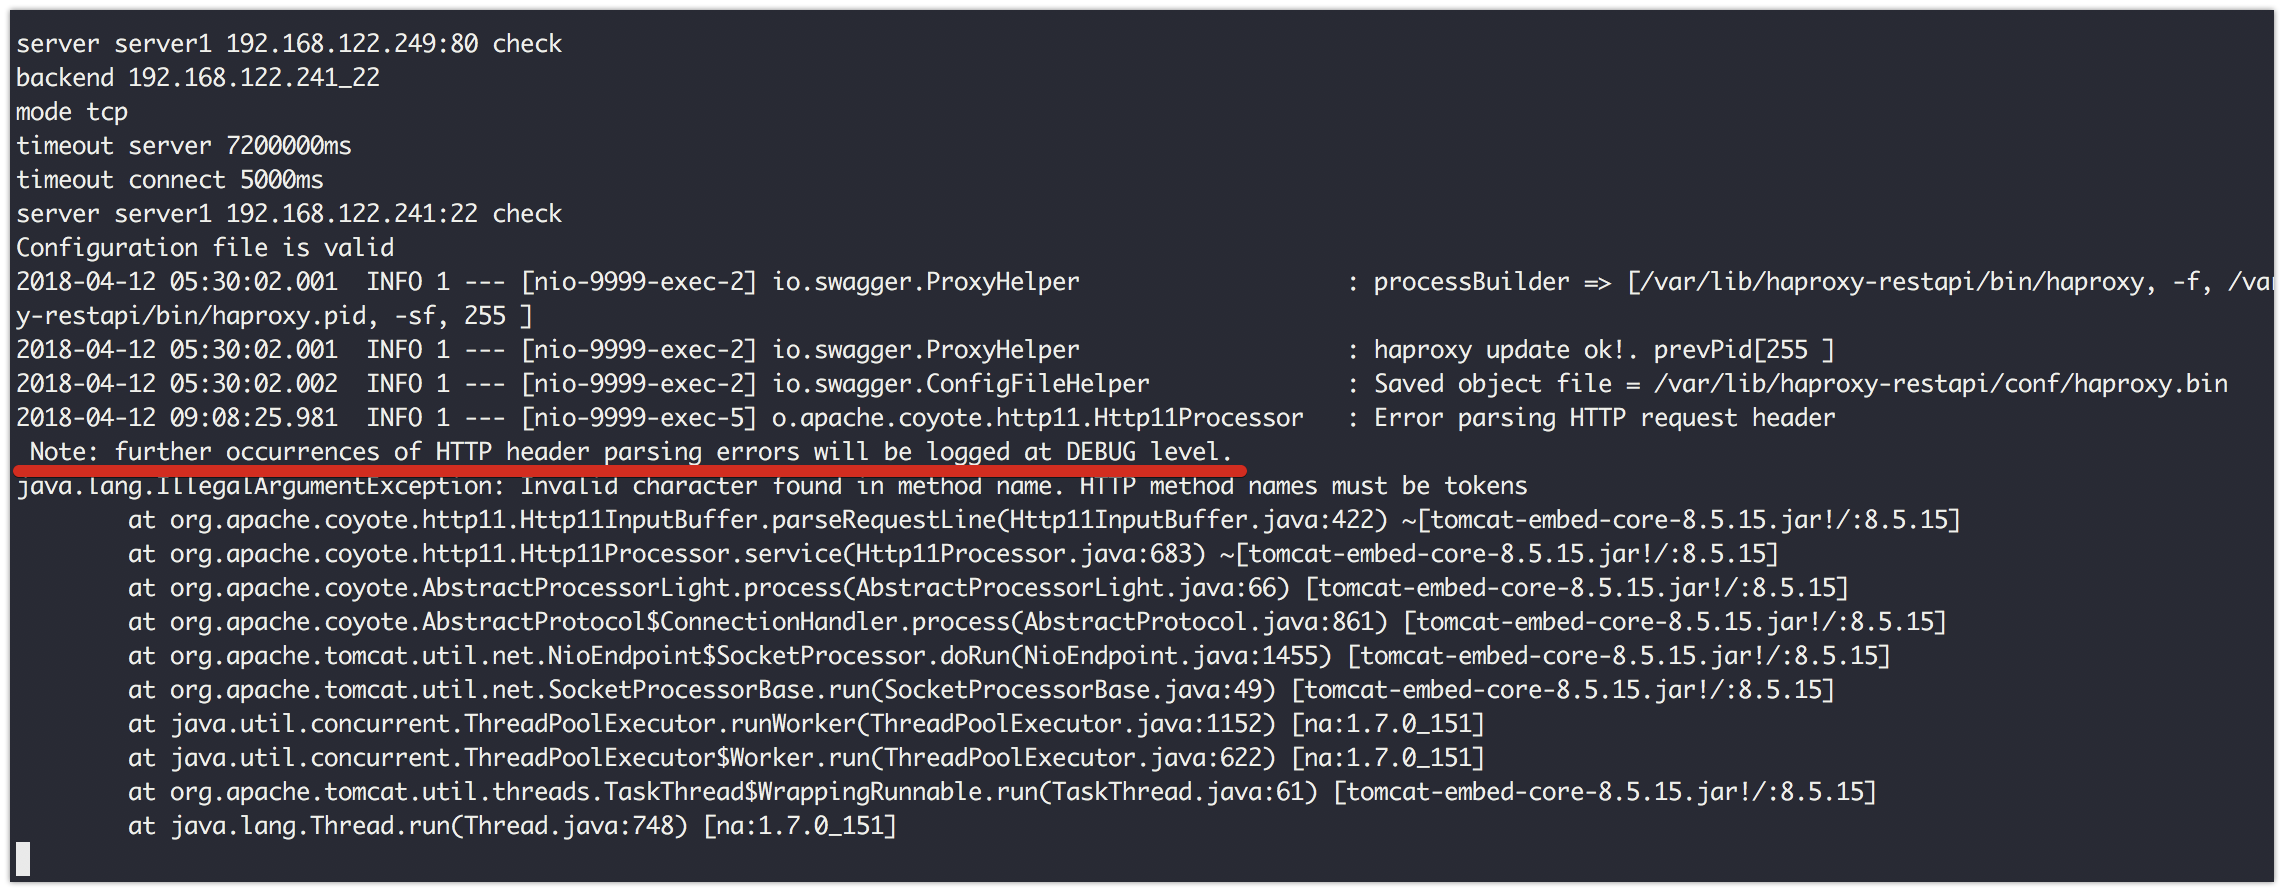 server server1 192.168.122.249:80 check
backend 192.168.122.241_22
mode tcp
timeout server 7200000ms
timeout connect 5000ms
server server1 192.168.122.241:22 check
Configuration file is valid
2018-04-12 05:30:02.001  INFO 1 --- [nio-9999-exec-2] io.swagger.ProxyHelper                   : processBuilder => [/var/lib/haproxy-restapi/bin/haproxy, -f, /var
y-restapi/bin/haproxy.pid, -sf, 255 ]
2018-04-12 05:30:02.001  INFO 1 --- [nio-9999-exec-2] io.swagger.ProxyHelper                   : haproxy update ok!. prevPid[255 ]
2018-04-12 05:30:02.002  INFO 1 --- [nio-9999-exec-2] io.swagger.ConfigFileHelper              : Saved object file = /var/lib/haproxy-restapi/conf/haproxy.bin
2018-04-12 09:08:25.981  INFO 1 --- [nio-9999-exec-5] o.apache.coyote.http11.Http11Processor   : Error parsing HTTP request header
 Note: further occurrences of HTTP header parsing errors will be logged at DEBUG level.
java.lang.IllegalArgumentException: Invalid character found in method name. HTTP method names must be tokens
        at org.apache.coyote.http11.Http11InputBuffer.parseRequestLine(Http11InputBuffer.java:422) ~[tomcat-embed-core-8.5.15.jar!/:8.5.15]
        at org.apache.coyote.http11.Http11Processor.service(Http11Processor.java:683) ~[tomcat-embed-core-8.5.15.jar!/:8.5.15]
        at org.apache.coyote.AbstractProcessorLight.process(AbstractProcessorLight.java:66) [tomcat-embed-core-8.5.15.jar!/:8.5.15]
        at org.apache.coyote.AbstractProtocol$ConnectionHandler.process(AbstractProtocol.java:861) [tomcat-embed-core-8.5.15.jar!/:8.5.15]
        at org.apache.tomcat.util.net.NioEndpoint$SocketProcessor.doRun(NioEndpoint.java:1455) [tomcat-embed-core-8.5.15.jar!/:8.5.15]
        at org.apache.tomcat.util.net.SocketProcessorBase.run(SocketProcessorBase.java:49) [tomcat-embed-core-8.5.15.jar!/:8.5.15]
        at java.util.concurrent.ThreadPoolExecutor.runWorker(ThreadPoolExecutor.java:1152) [na:1.7.0_151]
        at java.util.concurrent.ThreadPoolExecutor$Worker.run(ThreadPoolExecutor.java:622) [na:1.7.0_151]
        at org.apache.tomcat.util.threads.TaskThread$WrappingRunnable.run(TaskThread.java:61) [tomcat-embed-core-8.5.15.jar!/:8.5.15]
        at java.lang.Thread.run(Thread.java:748) [na:1.7.0_151]